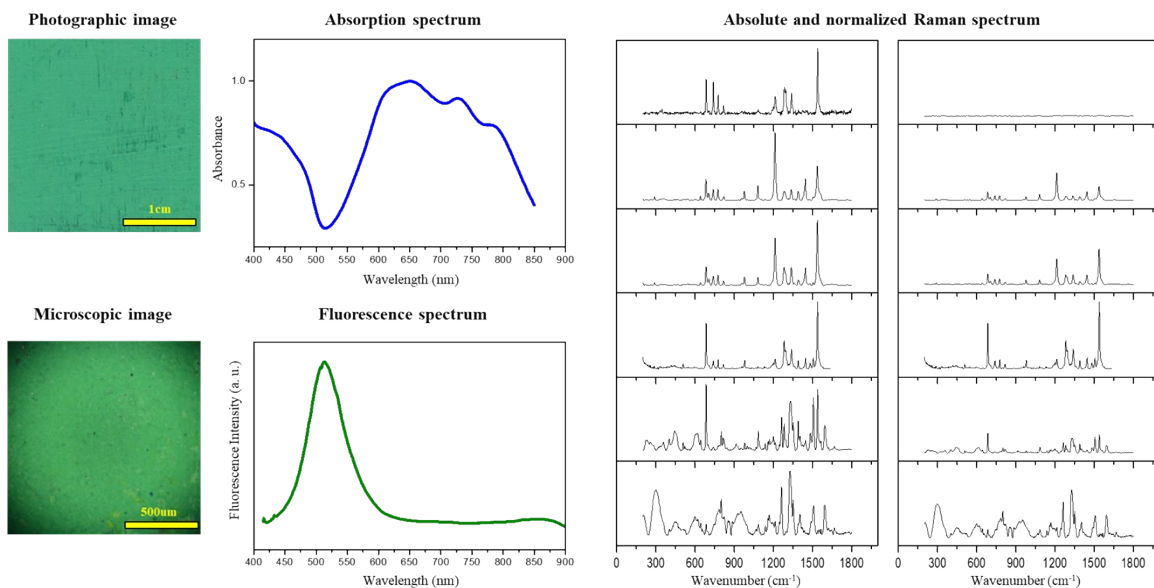 Photographic image
Absorption spectrum
Absolute and normalized Raman spectrum
1cm
Absorbance
1.0
0.5
400 450 500 550 600 650 700 750 800 850 900
Wavelength (nm)
Microscopic image
Fluorescence spectrum
500um
Fluorescence Intensity (a. u.)
400 450 500 550 600 650 700 750 800 850 900
Wavelength (nm)
0 300 600 900 1200 1500 1800
Wavenumber (cm⁻¹)
0 300 600 900 1200 1500 1800
Wavenumber (cm⁻¹)